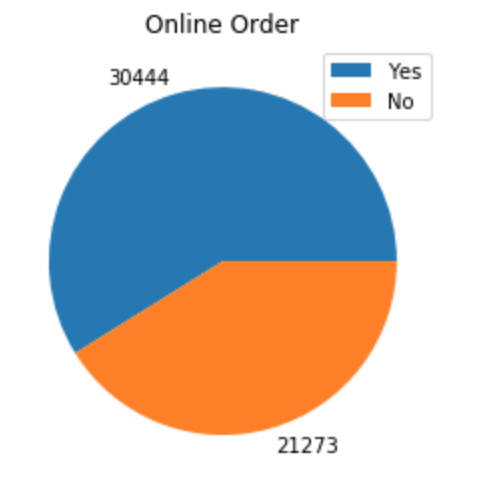 Online Order
30444
Yes
No
21273